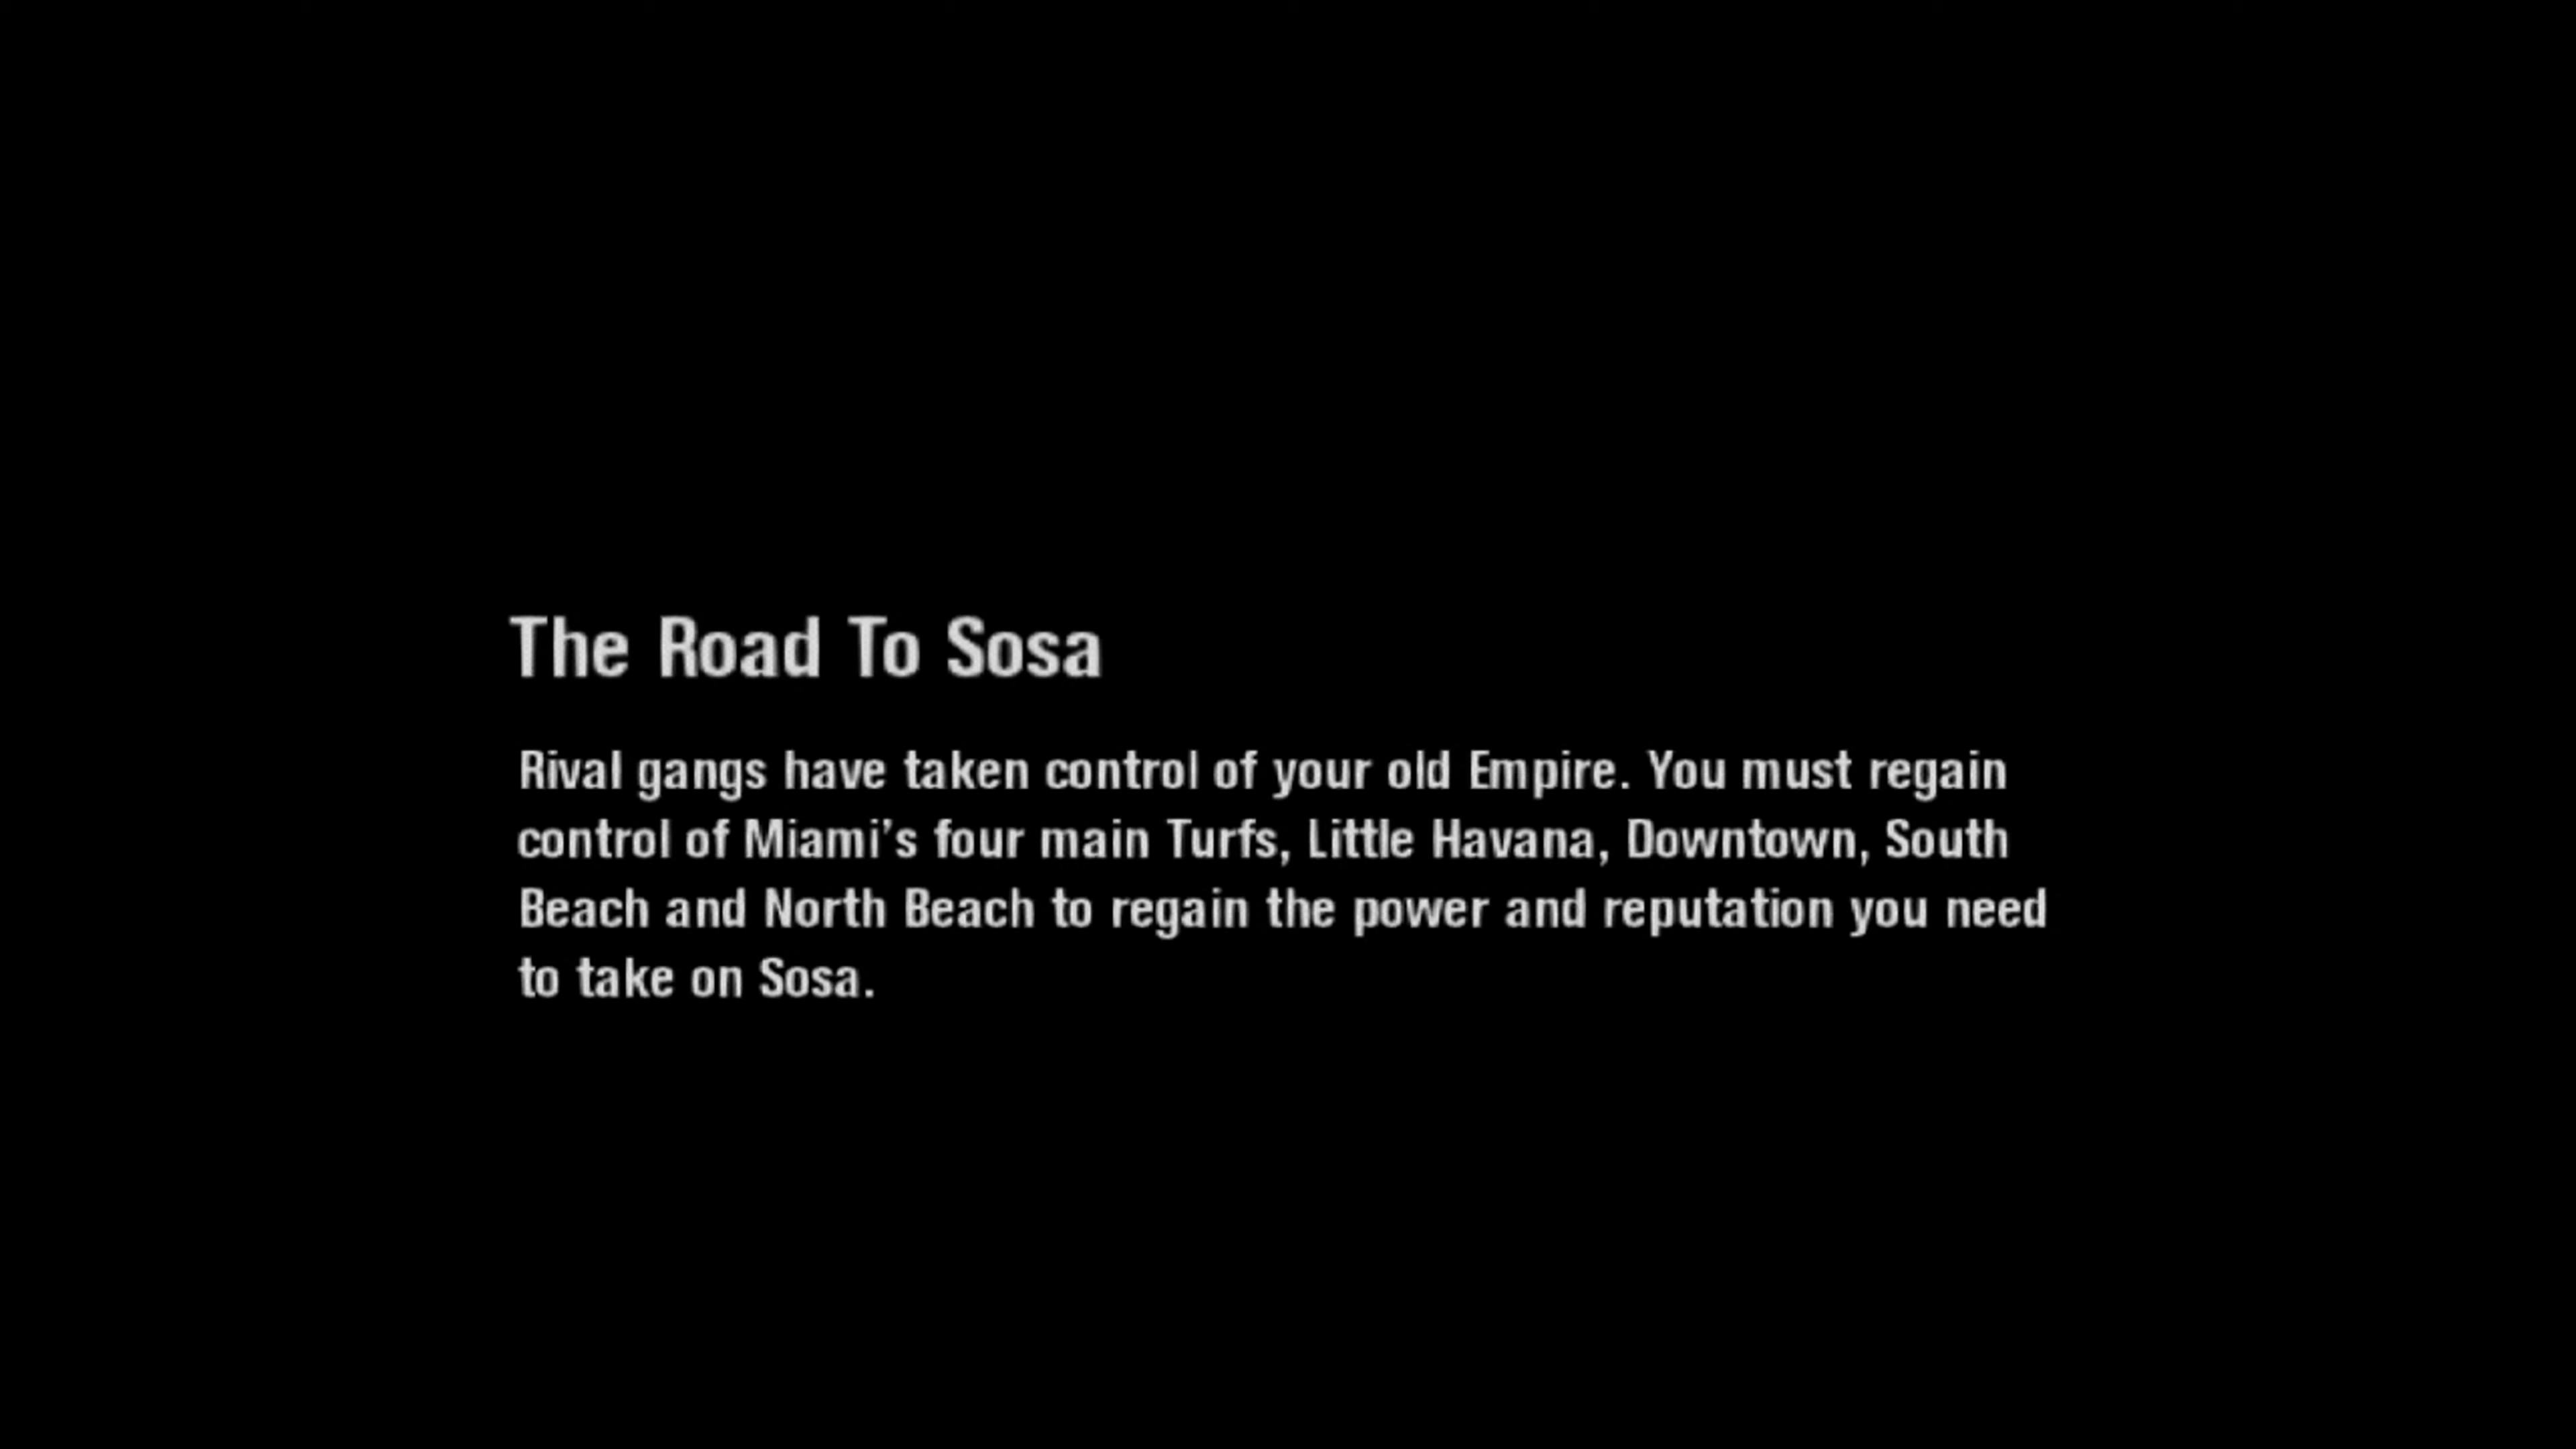 The Road To Sosa
Rival gangs have taken control of your old Empire. You must regain
control of Miami’s four main Turfs, Little Havana, Downtown, South
Beach and North Beach to regain the power and reputation you need
to take on Sosa.